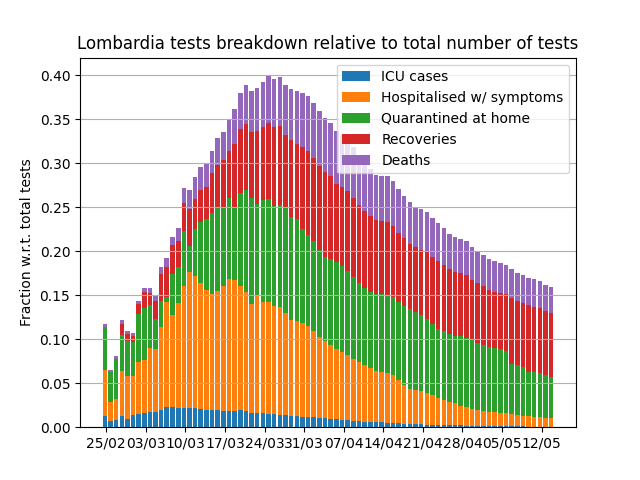 Lombardia tests breakdown relative to total number of tests
Fraction w.r.t. total tests
0.40
0.35
0.30
0.25
0.20
0.15
0.10
0.05
0.00
ICU cases
Hospitalised w/ symptoms
Quarantined at home
Recoveries
Deaths
25/02 03/03 10/03 17/03 24/03 31/03 07/04 14/04 21/04 28/04 05/05 12/05